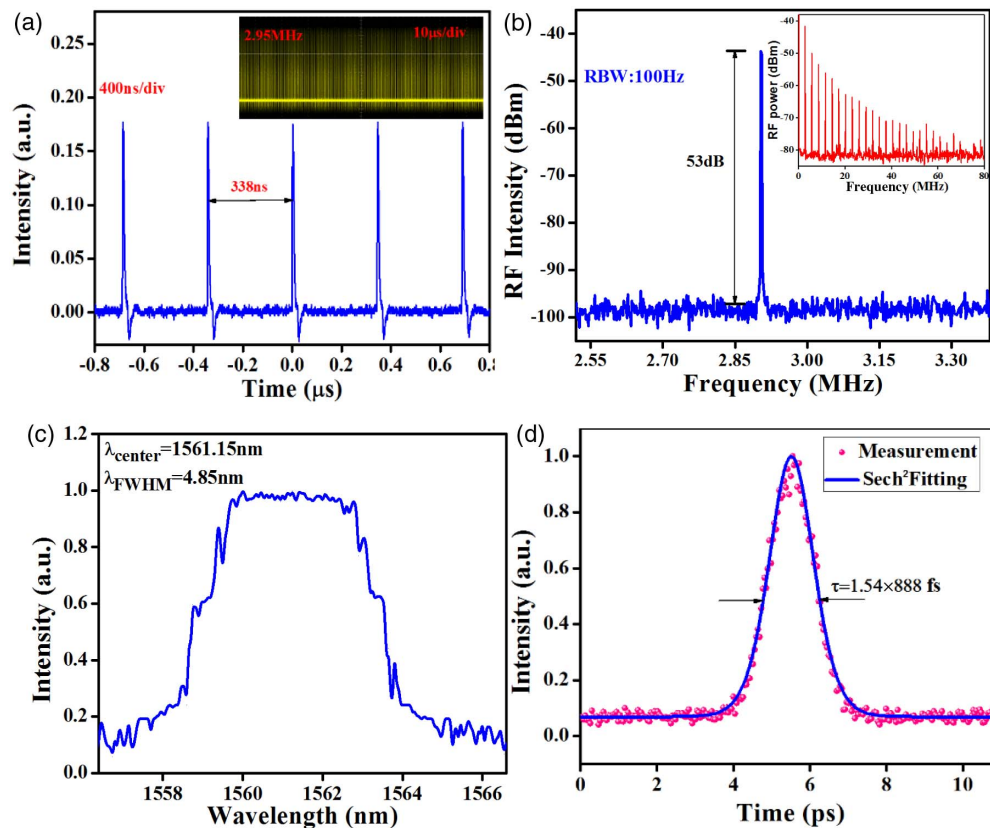 (a)
0.25
0.20
0.15
0.10
0.05
0.00
Intensity (a.u.)
2.95MHz
10μs/div
400ns/div
338ns
-0.8 -0.6 -0.4 -0.2 0.0 0.2 0.4 0.6 0.8
Time (μs)
(b)
-40
-50
-60
-70
-80
-90
-100
RF Intensity (dBm)
RBW:100Hz
53dB
-40
-50
-60
-70
-80
RF power (dBm)
0 20 40 60 80
Frequency (MHz)
2.55 2.70 2.85 3.00 3.15 3.30
Frequency (MHz)
(c)
1.2
1.0
0.8
0.6
0.4
0.2
0.0
Intensity (a.u.)
λcenter=1561.15nm
λFWHM=4.85nm
1558 1560 1562 1564 1566
Wavelength (nm)
(d)
1.0
0.8
0.6
0.4
0.2
0.0
Intensity (a.u.)
Measurement
Sech²Fitting
τ=1.54×888 fs
0 2 4 6 8 10
Time (ps)